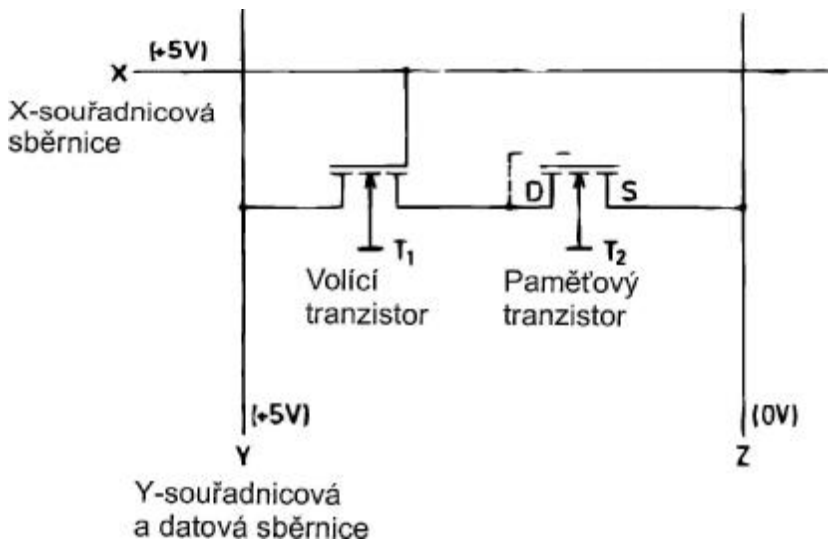 (+5V)
X
X-souřadnicová
sběrnice
D
S
T1
T2
Volící
tranzistor
Paměťový
tranzistor
(+5V)
(0V)
Y
Z
Y-souřadnicová
a datová sběrnice